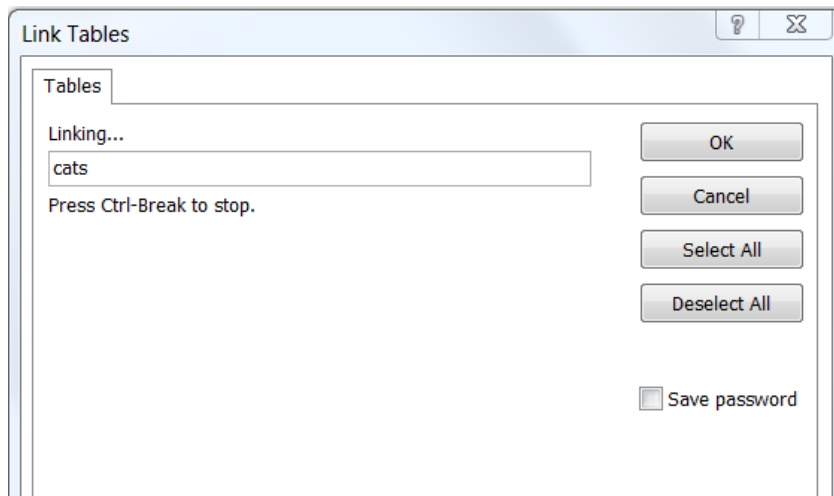 Link Tables
Tables
Linking...
cats
Press Ctrl-Break to stop.
OK
Cancel
Select All
Deselect All
Save password